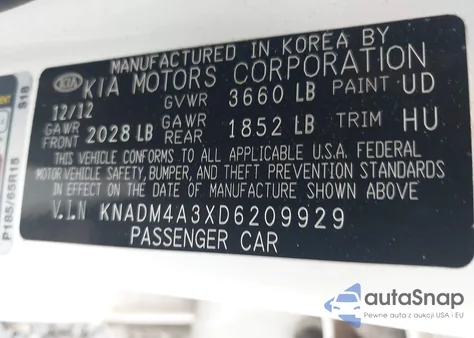 MANUFACTURED IN KOREA BY
KIA KIA MOTORS CORPORATION
12/12 GVWR 3660 LB PAINT UD
GAWR FRONT 2028 LB GAWR REAR 1852 LB TRIM HU
THIS VEHICLE CONFORMS TO ALL APPLICABLE U.S.A. FEDERAL
MOTOR VEHICLE SAFETY, BUMPER, AND THEFT PREVENTION STANDARDS
IN EFFECT ON THE DATE OF MANUFACTURE SHOWN ABOVE
V.I.N KNADM4A3XD6209929
PASSENGER CAR
P185/65R15
S18
autoSnap
Pewne auta z aukcji USA i EU